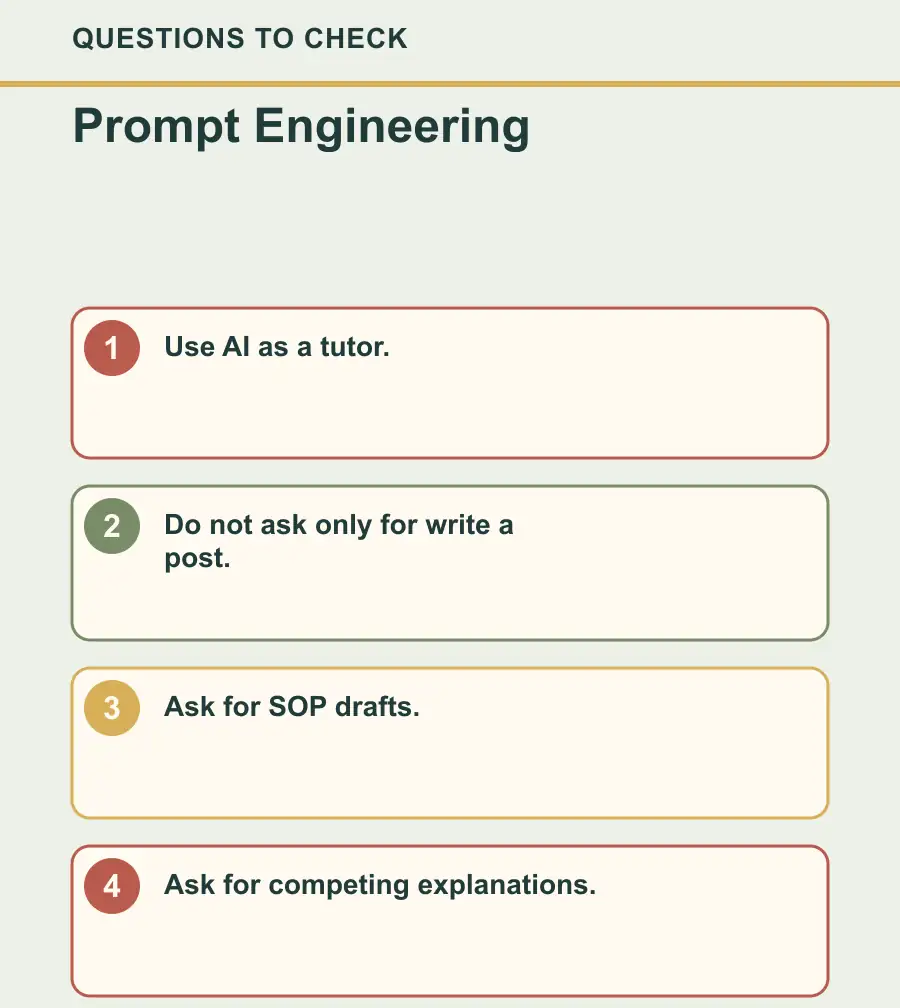 QUESTIONS TO CHECK
Prompt Engineering
1
Use AI as a tutor.
2
Do not ask only for write a
post.
3
Ask for SOP drafts.
4
Ask for competing explanations.